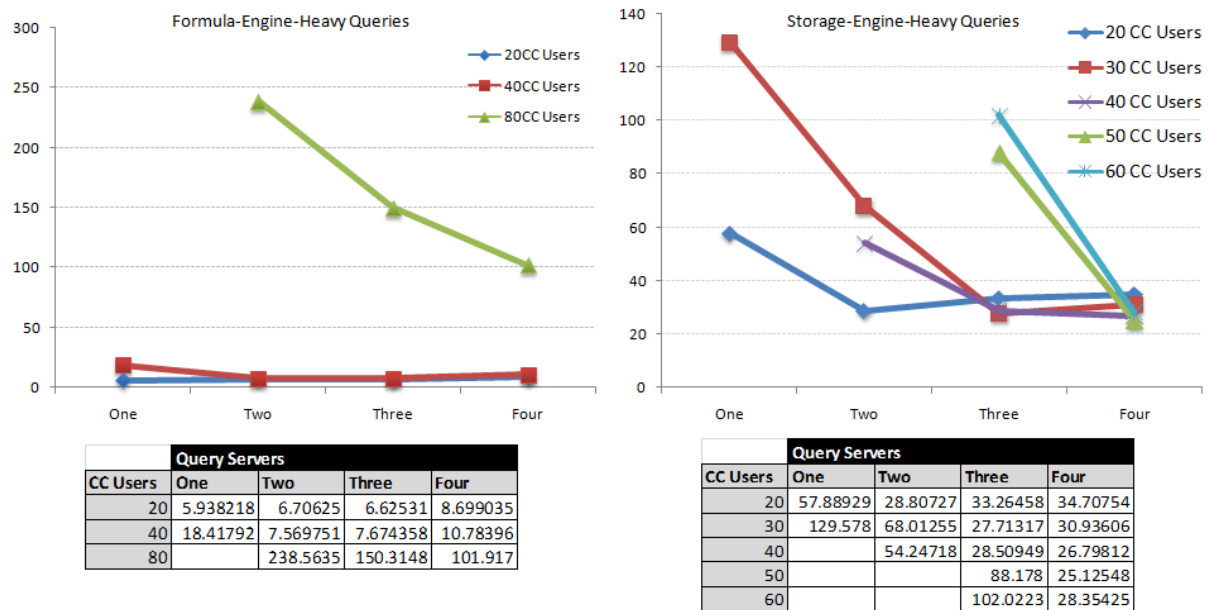 Formula-Engine-Heavy Queries
300
250
200
150
100
50
0
20CC Users
40CC Users
80CC Users
One Two Three Four
Query Servers
CC Users One Two Three Four
20 5.938218 6.70625 6.62531 8.699035
40 18.41792 7.569751 7.674358 10.78396
80 238.5635 150.3148 101.917
Storage-Engine-Heavy Queries
140
120
100
80
60
40
20
0
20 CC Users
30 CC Users
40 CC Users
50 CC Users
60 CC Users
One Two Three Four
Query Servers
CC Users One Two Three Four
20 57.88929 28.80727 33.26458 34.70754
30 129.578 68.01255 27.71317 30.93606
40 54.24718 28.50949 26.79812
50 88.178 25.12548
60 102.0223 28.35425